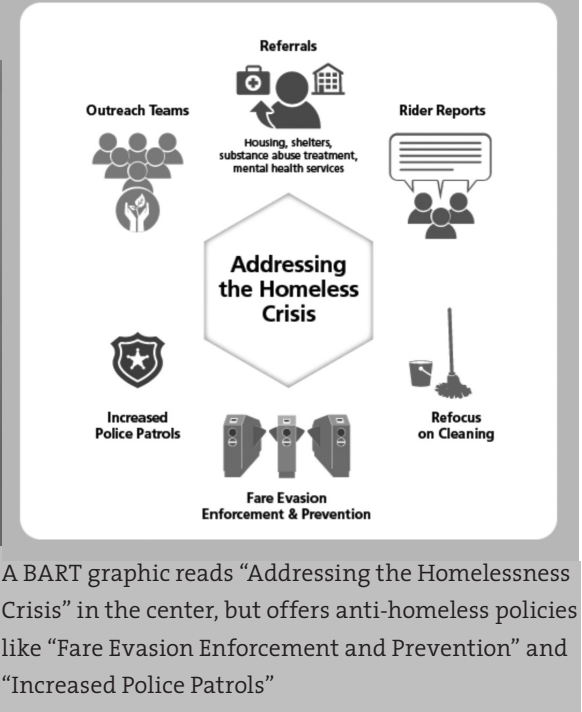 Referrals
Housing, shelters,
substance abuse treatment,
mental health services
Outreach Teams
Rider Reports
Addressing
the Homeless
Crisis
Increased
Police Patrols
Refocus
on Cleaning
Fare Evasion
Enforcement & Prevention
A BART graphic reads “Addressing the Homelessness
Crisis” in the center, but offers anti-homeless policies
like “Fare Evasion Enforcement and Prevention” and
“Increased Police Patrols”